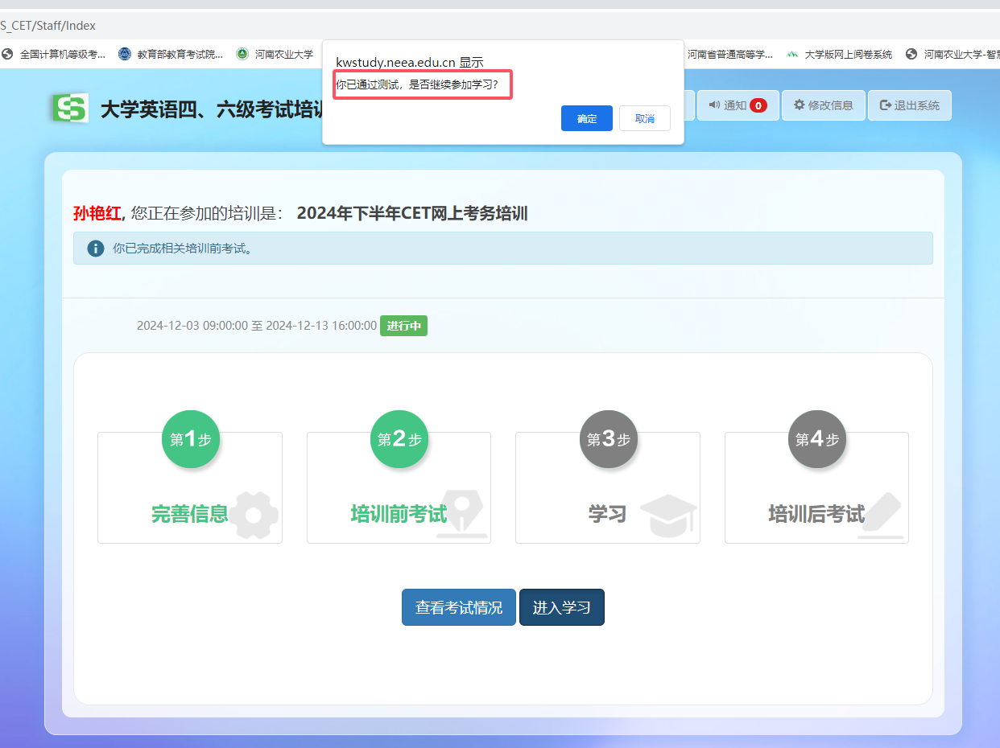 S_CET/Staff/Index
全国计算机等级考...
教育部教育考试院...
河南农业大学
河南省普通高等学...
大学版网上阅卷系统
河南农业大学-智慧
kwstudy.neea.edu.cn 显示
你已通过测试，是否继续参加学习？
确定
取消
大学英语四、六级考试培训
通知 0
修改信息
退出系统
孙艳红, 您正在参加的培训是： 2024年下半年CET网上考务培训
你已完成相关培训前考试。
2024-12-03 09:00:00 至 2024-12-13 16:00:00 进行中
第1步
第2步
第3步
第4步
完善信息
培训前考试
学习
培训后考试
查看考试情况
进入学习